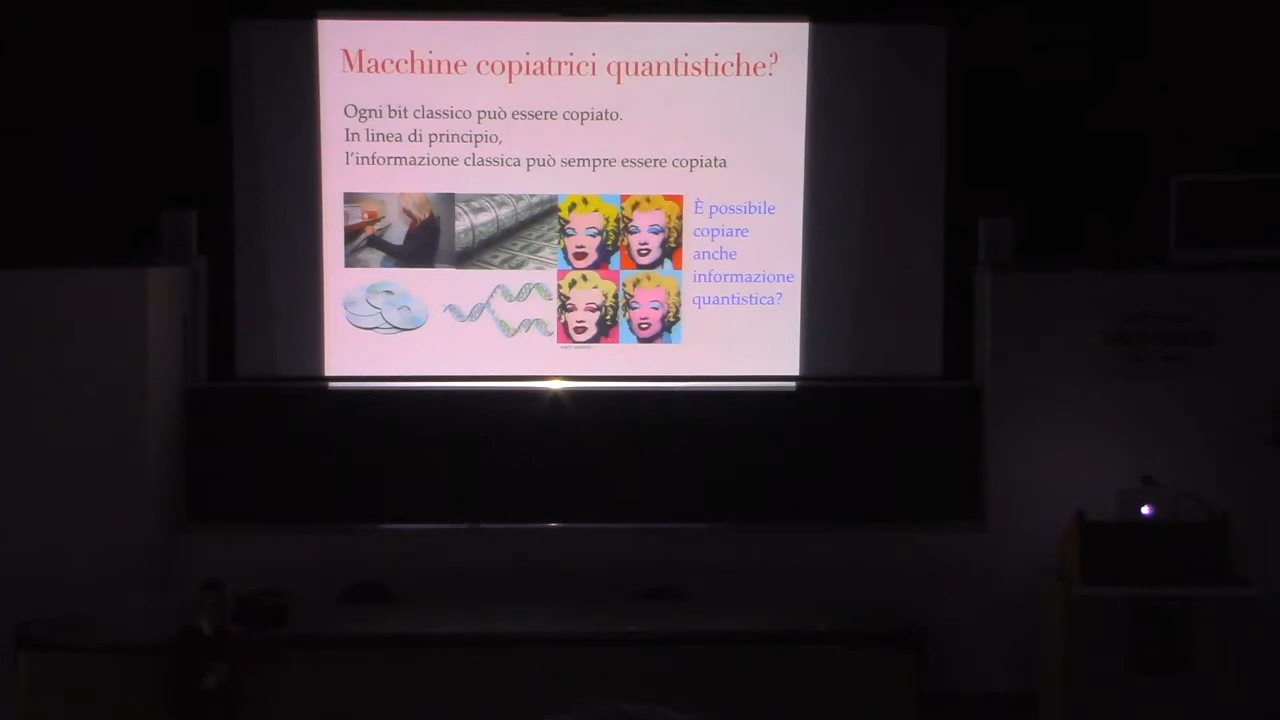 Macchine copiatrici quantistiche?
Ogni bit classico può essere copiato.
In linea di principio,
l'informazione classica può sempre essere copiata
È possibile
copiare
anche
informazione
quantistica?